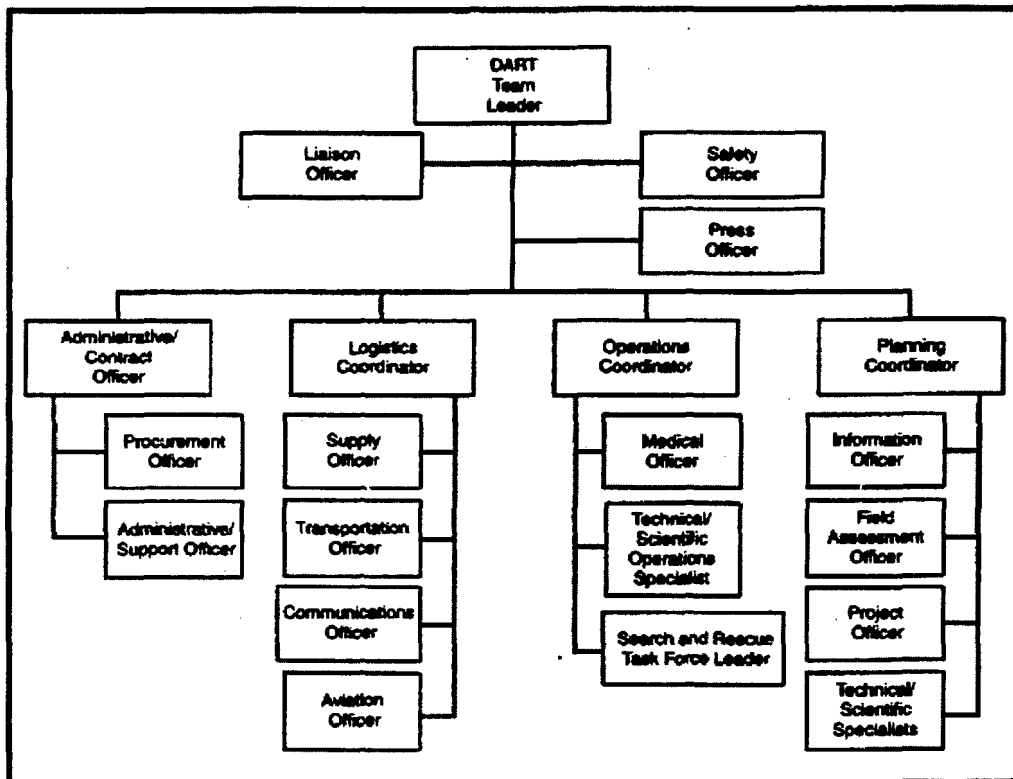 DART
Team
Leader
Liaison
Officer
Safety
Officer
Press
Officer
Administrative/
Contract
Officer
Logistics
Coordinator
Operations
Coordinator
Planning
Coordinator
Procurement
Officer
Administrative/
Support Officer
Supply
Officer
Transportation
Officer
Communications
Officer
Aviation
Officer
Medical
Officer
Technical/
Scientific
Operations
Specialist
Search and Rescue
Task Force Leader
Information
Officer
Field
Assessment
Officer
Project
Officer
Technical/
Scientific
Specialists